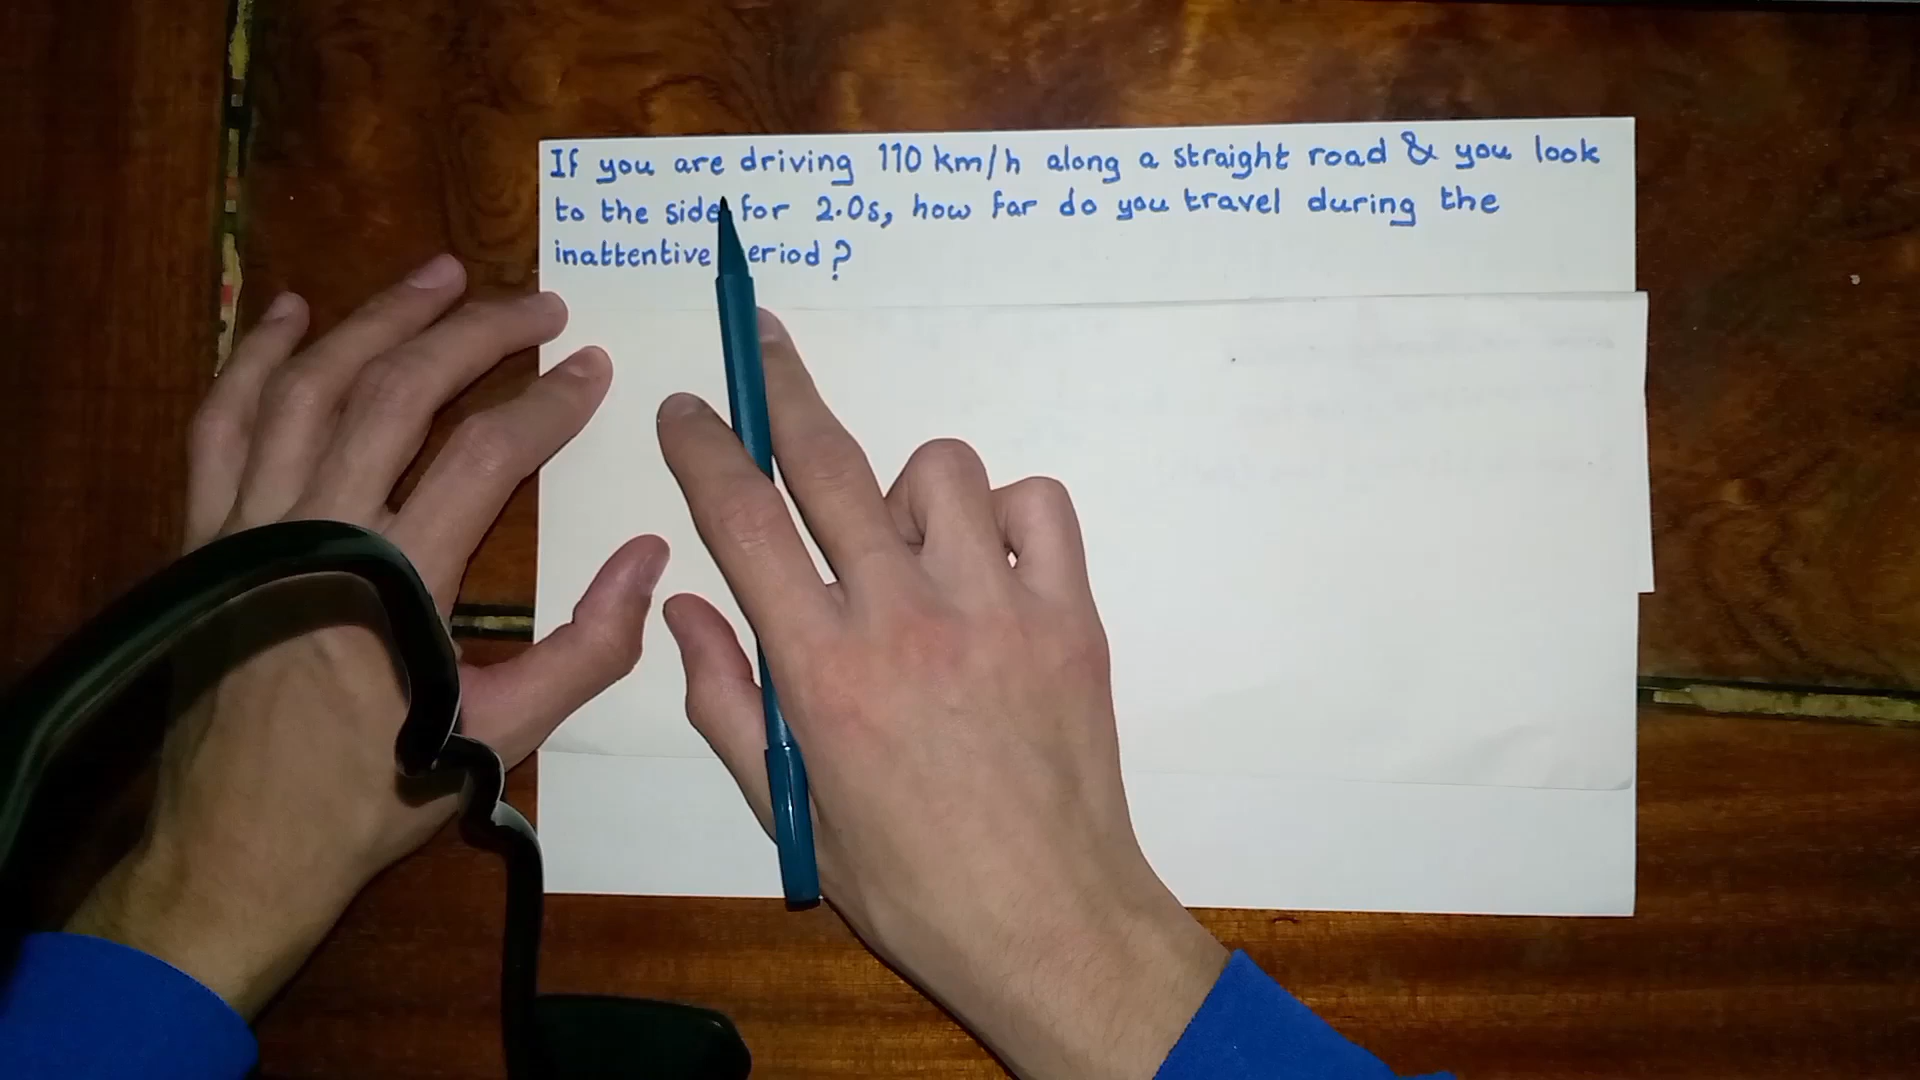 If you are driving 110 km/h along a straight road & you look
to the side for 2.0s, how far do you travel during the
inattentive period?